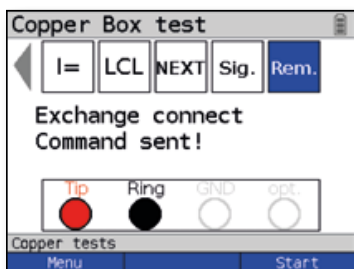 Copper Box test
I= LCL NEXT Sig. Rem.
Exchange connect
Command sent!
Tip Ring GND opt.
Copper tests
Menu Start